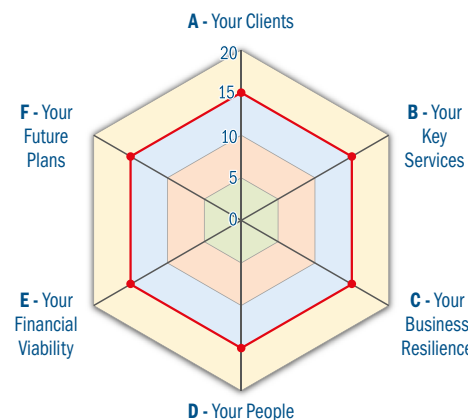 A - Your Clients
20
15
10
5
0
B - Your
Key
Services
C - Your
Business
Resilience
D - Your People
E - Your
Financial
Viability
F - Your
Future
Plans